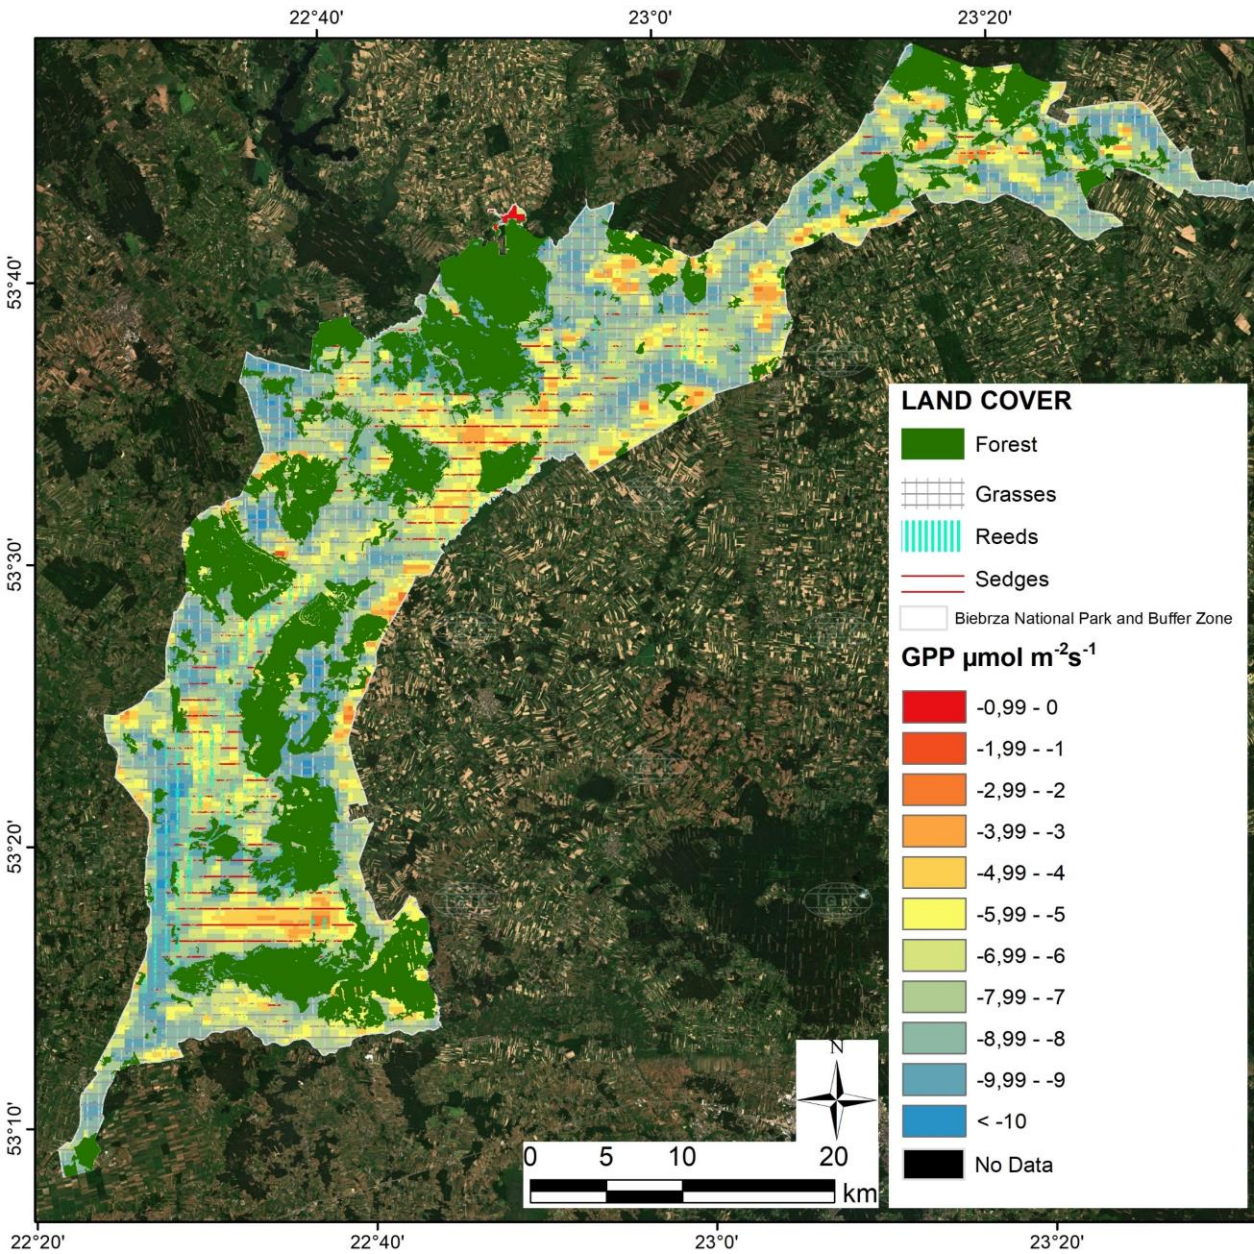 22°40' 23°0' 23°20'
53°40'
53°30'
53°20'
53°10'
LAND COVER
Forest
Grasses
Reeds
Sedges
Biebrza National Park and Buffer Zone
GPP µmol m⁻²s⁻¹
-0,99 - 0
-1,99 - -1
-2,99 - -2
-3,99 - -3
-4,99 - -4
-5,99 - -5
-6,99 - -6
-7,99 - -7
-8,99 - -8
-9,99 - -9
< -10
No Data
N
0 5 10 20
km
22°20' 22°40' 23°0' 23°20'